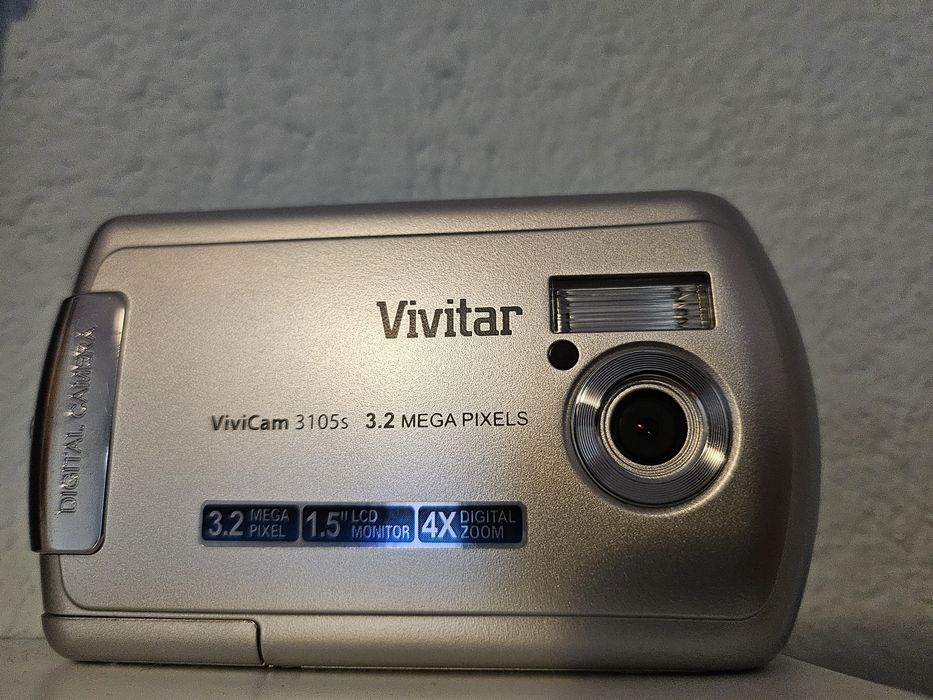 Vivitar
ViviCam 3105s 3.2 MEGA PIXELS
DIGITAL CAMERA
3.2 MEGA PIXEL 1.5" LCD MONITOR 4X DIGITAL ZOOM